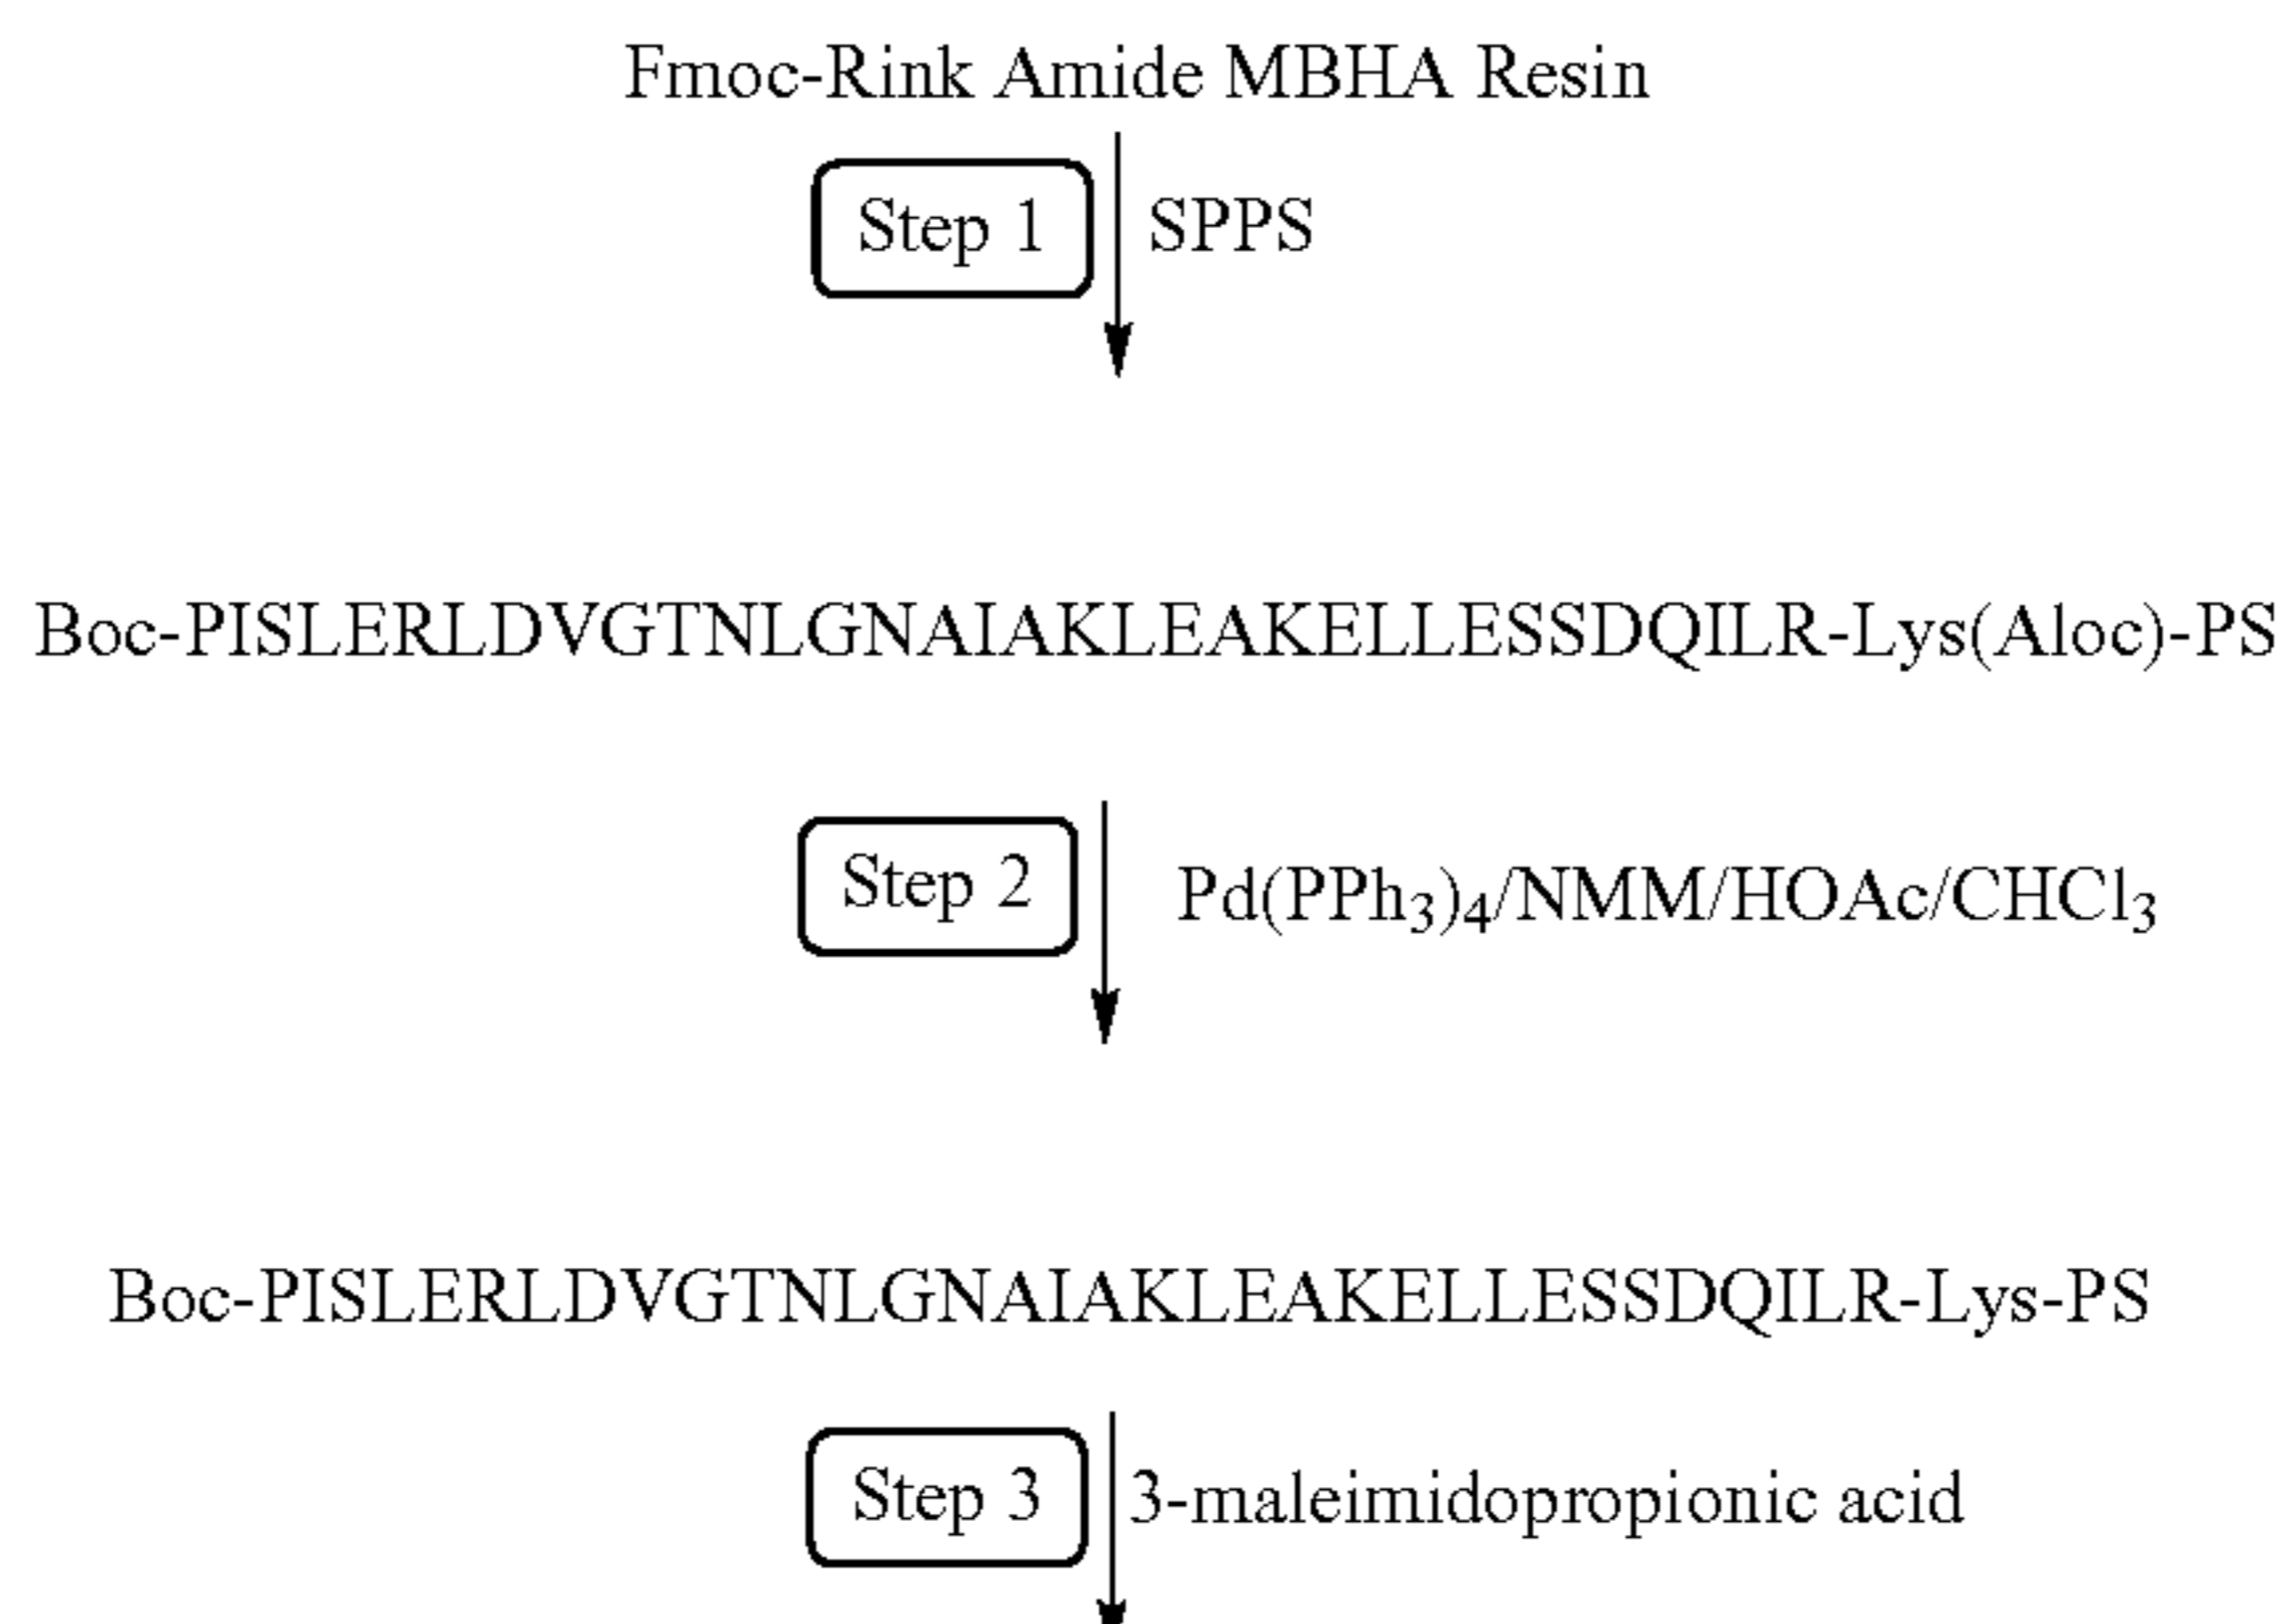 Fmoc-Rink Amide MBHA Resin
Step 1
SPPS
Boc-PISLERLDVGTNLGNAIAKLEAKELLESSDQILR-Lys(Aloc)-PS
Step 2
Pd(PPh3)4/NMM/HOAc/CHCl3
Boc-PISLERLDVGTNLGNAIAKLEAKELLESSDQILR-Lys-PS
Step 3
3-maleimidopropionic acid